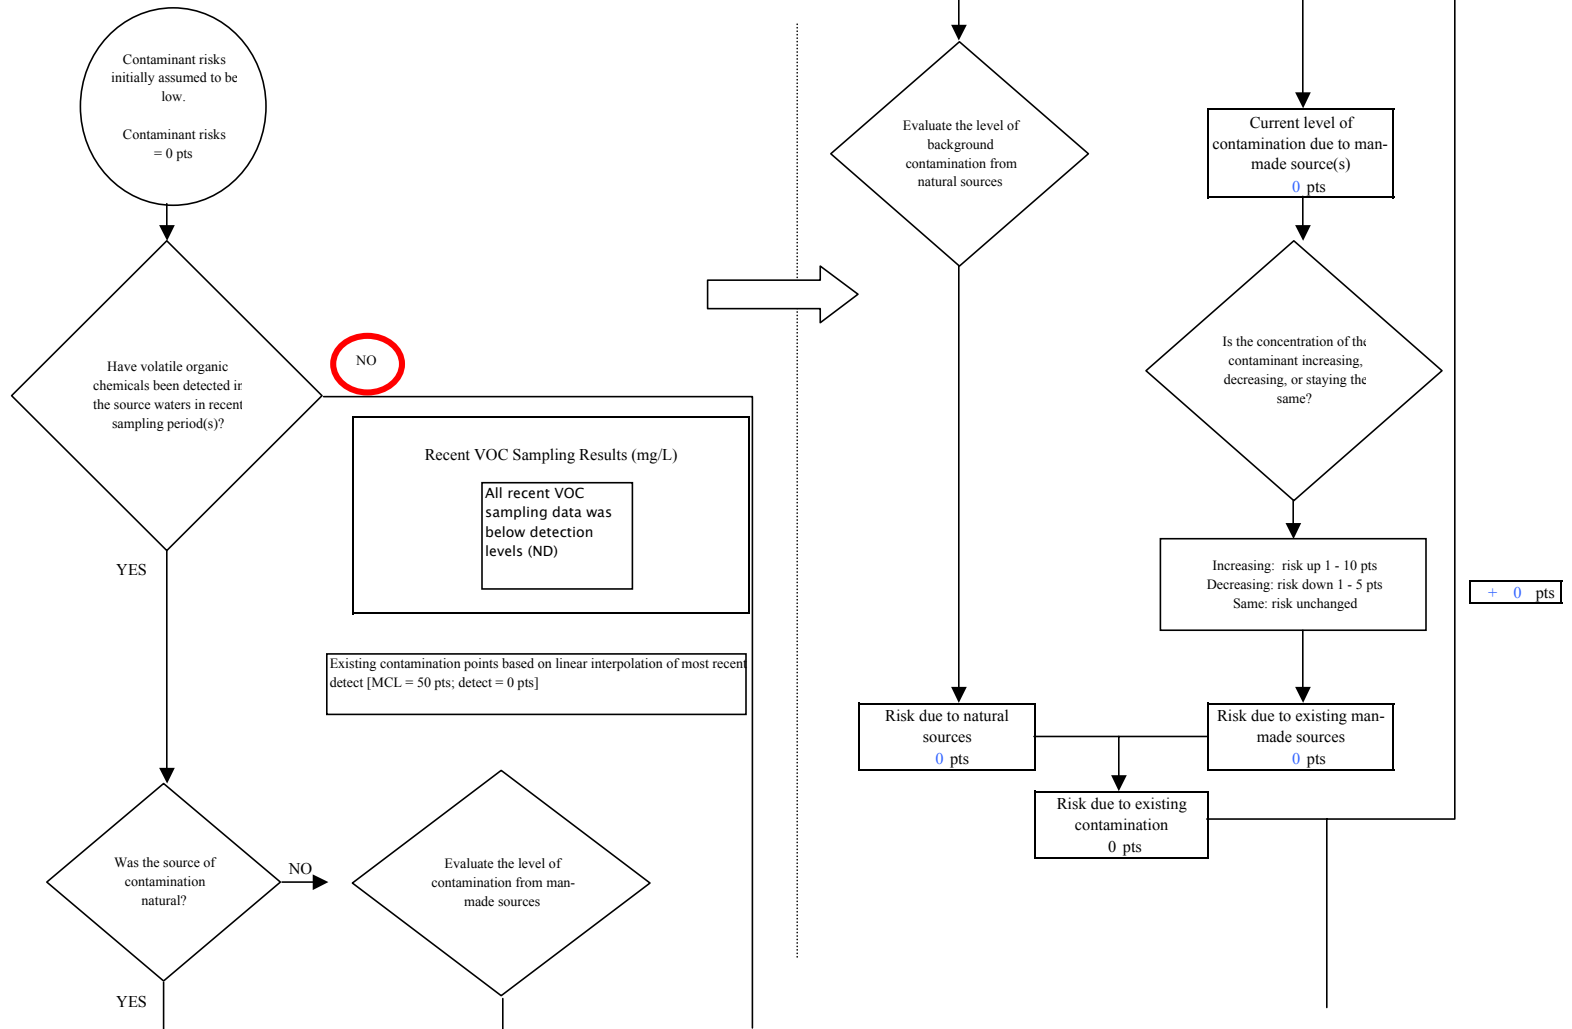 Contaminant risks
initially assumed to be
low.
Contaminant risks
= 0 pts
Have volatile organic
chemicals been detected in
the source waters in recent
sampling period(s)?
NO
Recent VOC Sampling Results (mg/L)
All recent VOC
sampling data was
below detection
levels (ND)
YES
Existing contamination points based on linear interpolation of most recent
detect [MCL = 50 pts; detect = 0 pts]
Was the source of
contamination
natural?
NO
Evaluate the level of
contamination from man-
made sources
YES
Evaluate the level of
background
contamination from
natural sources
Current level of
contamination due to man-
made source(s)
0 pts
Is the concentration of the
contaminant increasing,
decreasing, or staying the
same?
Increasing: risk up 1 - 10 pts
Decreasing: risk down 1 - 5 pts
Same: risk unchanged
+ 0 pts
Risk due to natural
sources
0 pts
Risk due to existing man-
made sources
0 pts
Risk due to existing
contamination
0 pts